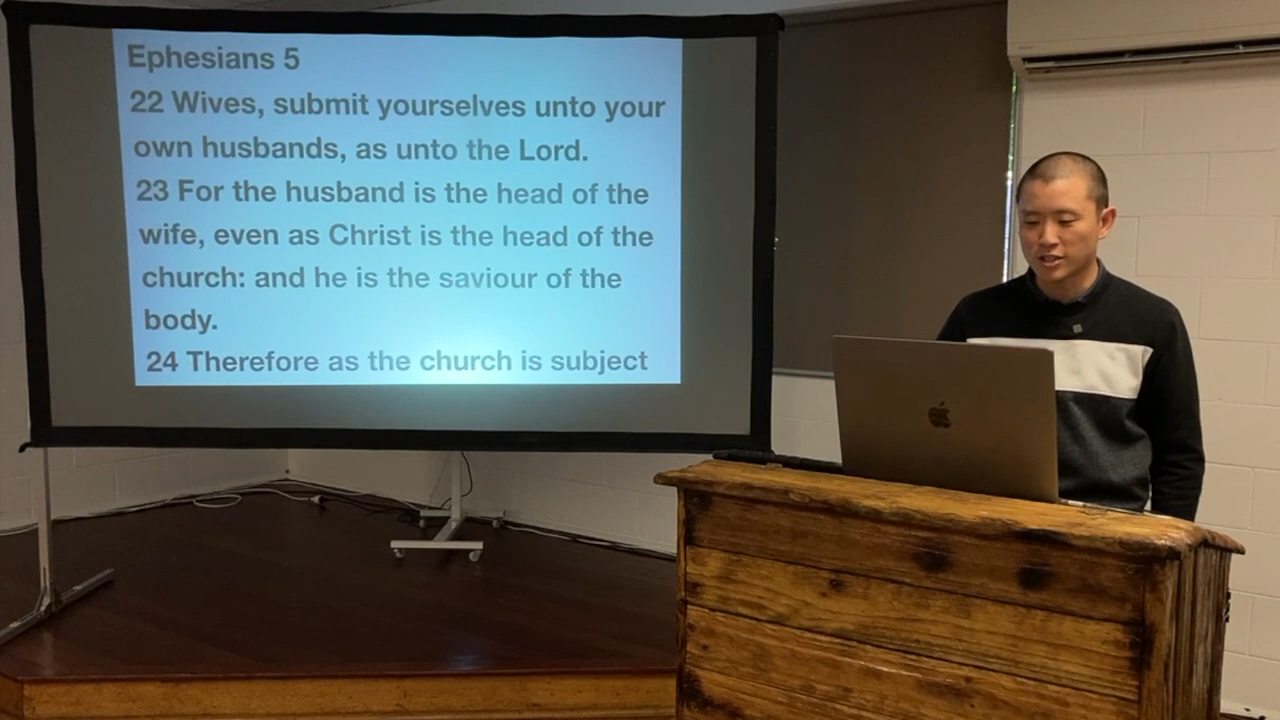 Ephesians 5
22 Wives, submit yourselves unto your
own husbands, as unto the Lord.
23 For the husband is the head of the
wife, even as Christ is the head of the
church: and he is the saviour of the
body.
24 Therefore as the church is subject